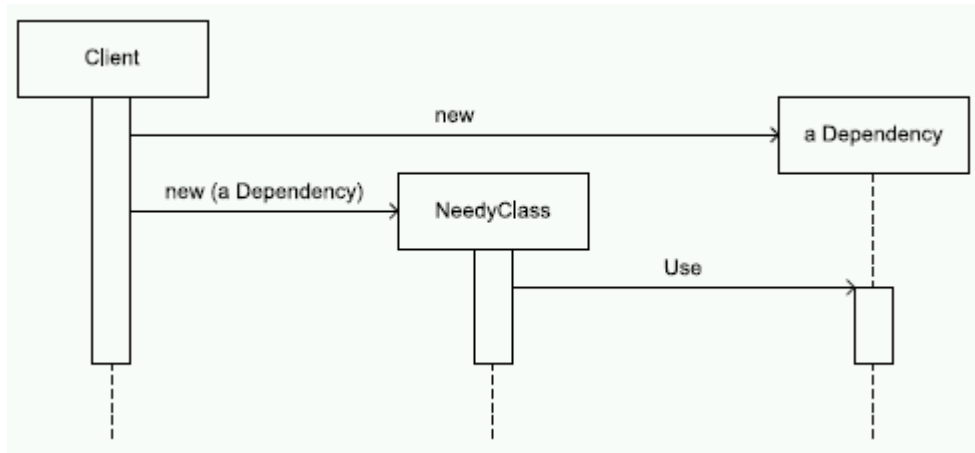 Client
new
a Dependency
new (a Dependency)
NeedyClass
Use